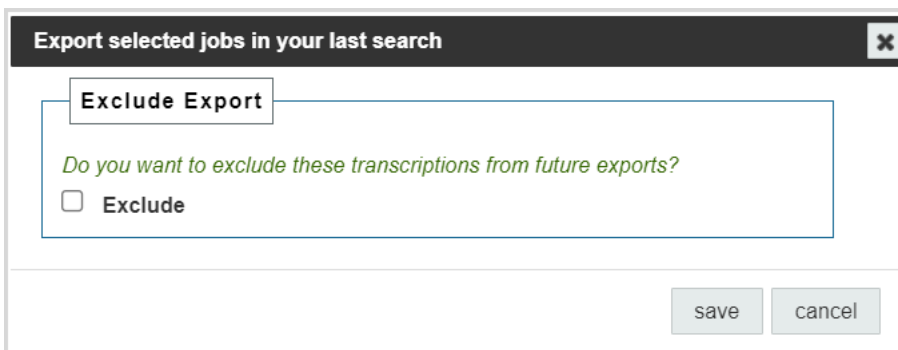 Export selected jobs in your last search
Exclude Export
Do you want to exclude these transcriptions from future exports?
Exclude
save cancel